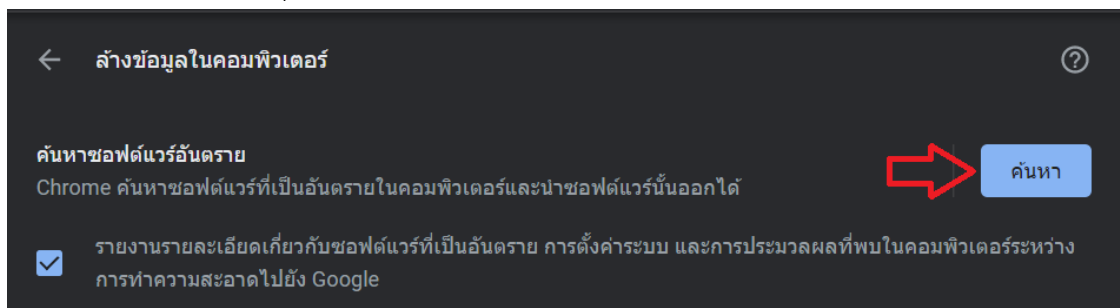 ล้างข้อมูลในคอมพิวเตอร์
ค้นหาซอฟต์แวร์อันตราย
Chrome ค้นหาซอฟต์แวร์ที่เป็นอันตรายในคอมพิวเตอร์และนำซอฟต์แวร์นั้นออกได้
ค้นหา
รายงานรายละเอียดเกี่ยวกับซอฟต์แวร์ที่เป็นอันตราย การตั้งค่าระบบ และการประมวลผลที่พบในคอมพิวเตอร์ระหว่าง
การทำความสะอาดไปยัง Google